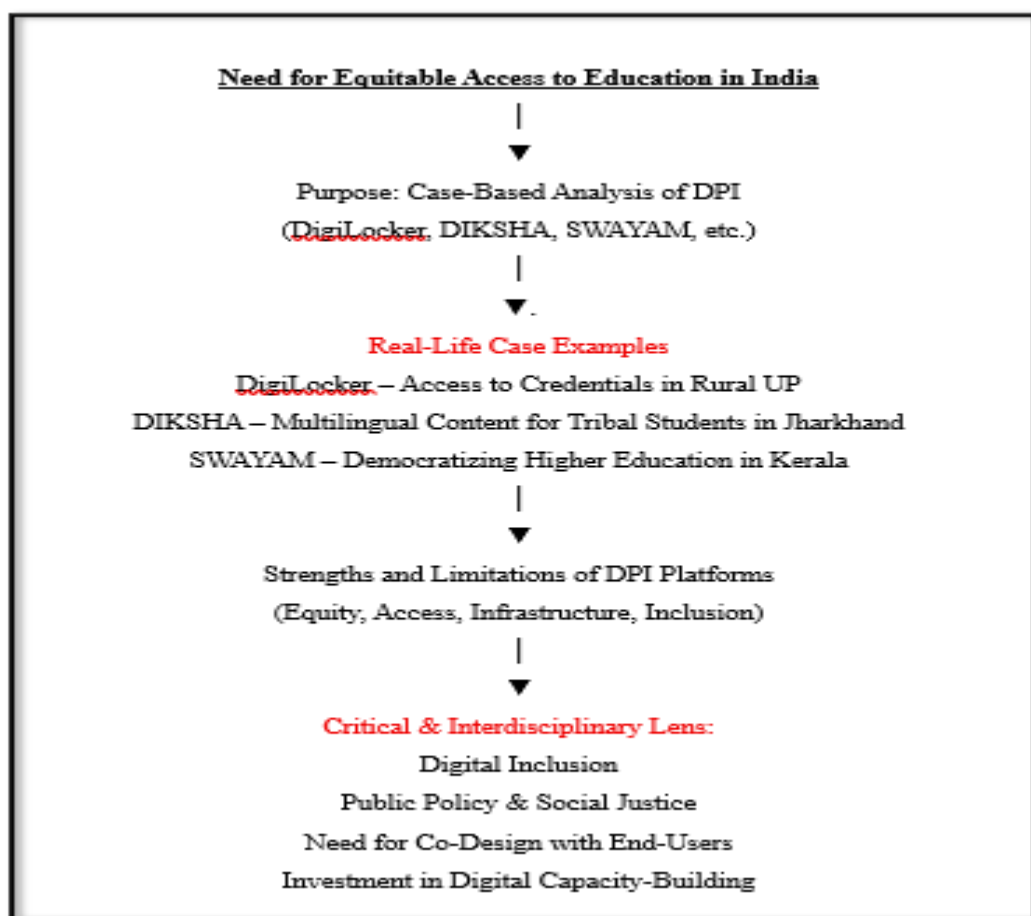 Need for Equitable Access to Education in India
Purpose: Case-Based Analysis of DPI
(DigiLocker, DIKSHA, SWAYAM, etc.)
Real-Life Case Examples
DigiLocker – Access to Credentials in Rural UP
DIKSHA – Multilingual Content for Tribal Students in Jharkhand
SWAYAM – Democratizing Higher Education in Kerala
Strengths and Limitations of DPI Platforms
(Equity, Access, Infrastructure, Inclusion)
Critical & Interdisciplinary Lens:
Digital Inclusion
Public Policy & Social Justice
Need for Co-Design with End-Users
Investment in Digital Capacity-Building